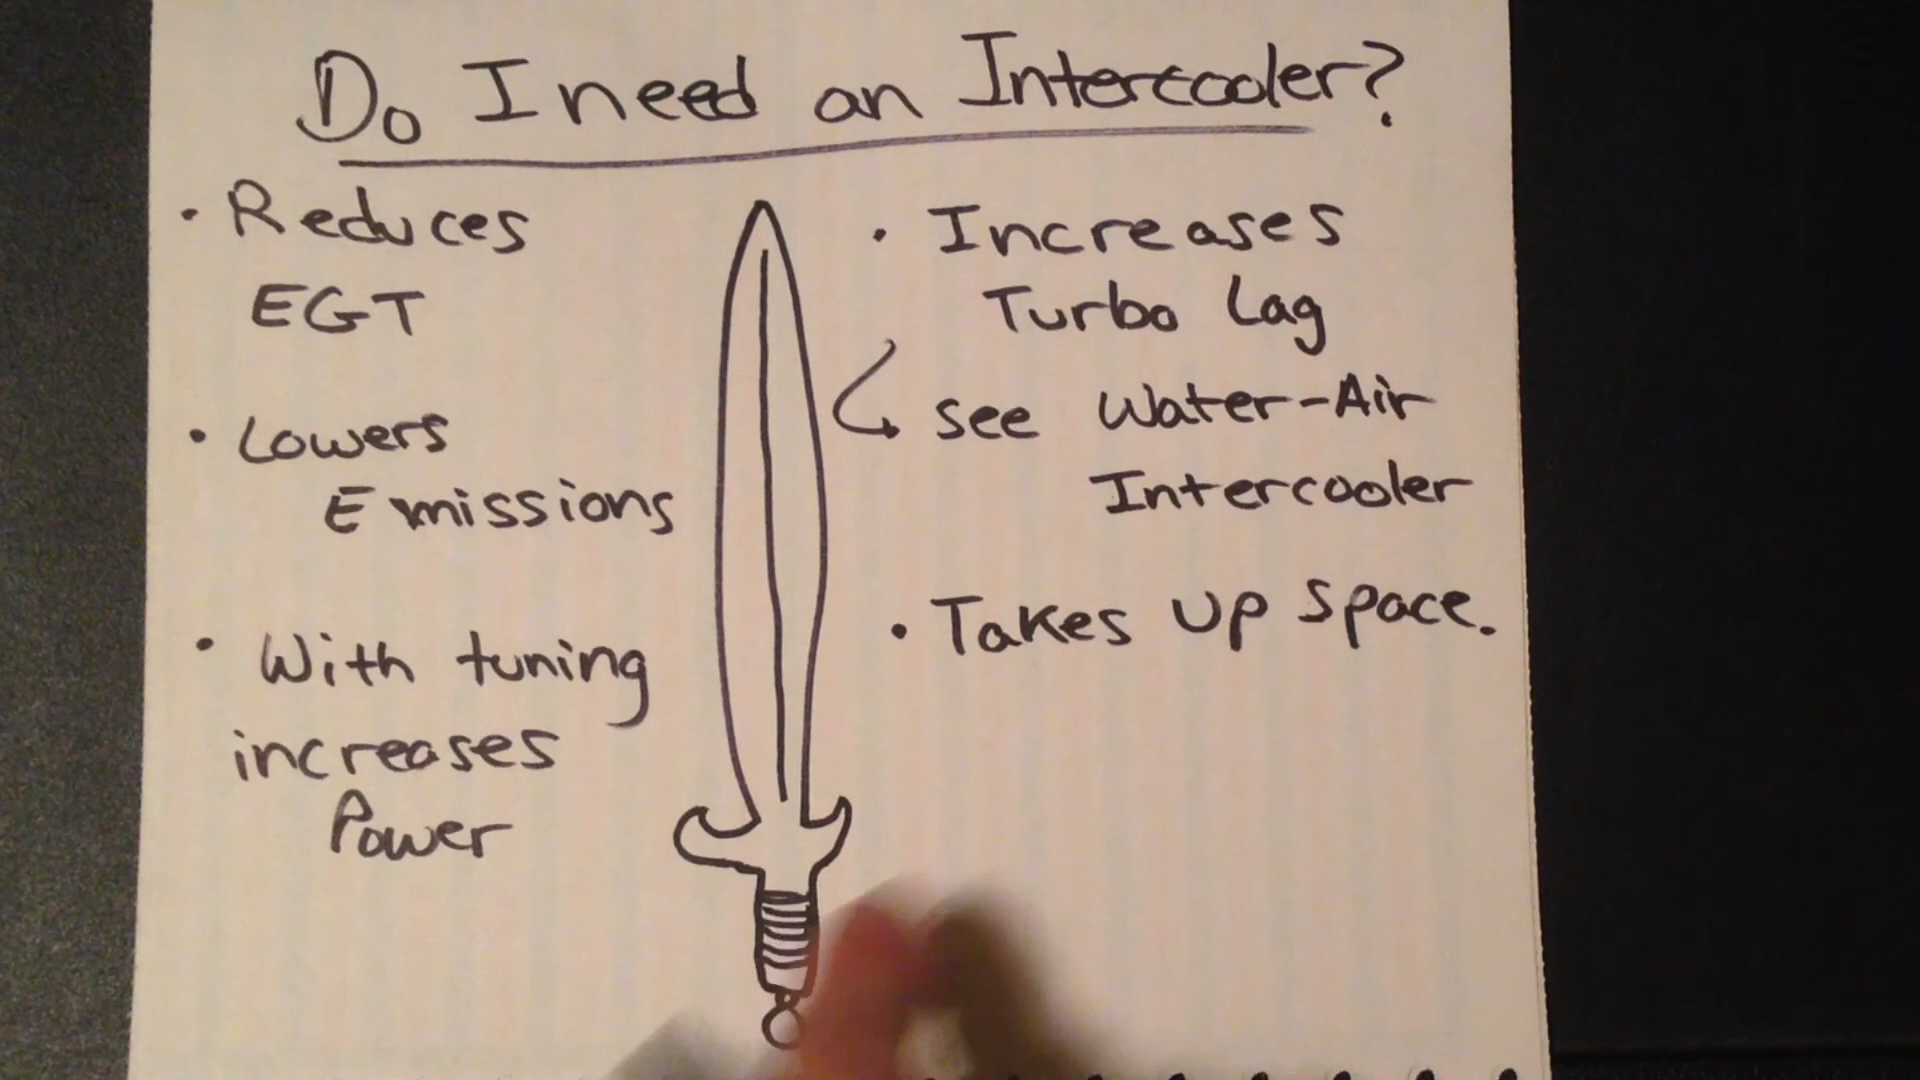 Do I need an Intercooler?
· Reduces
EGT
· Lowers
Emissions
· With tuning
increases
Power
· Increases
Turbo Lag
see Water-Air
Intercooler
· Takes up space.